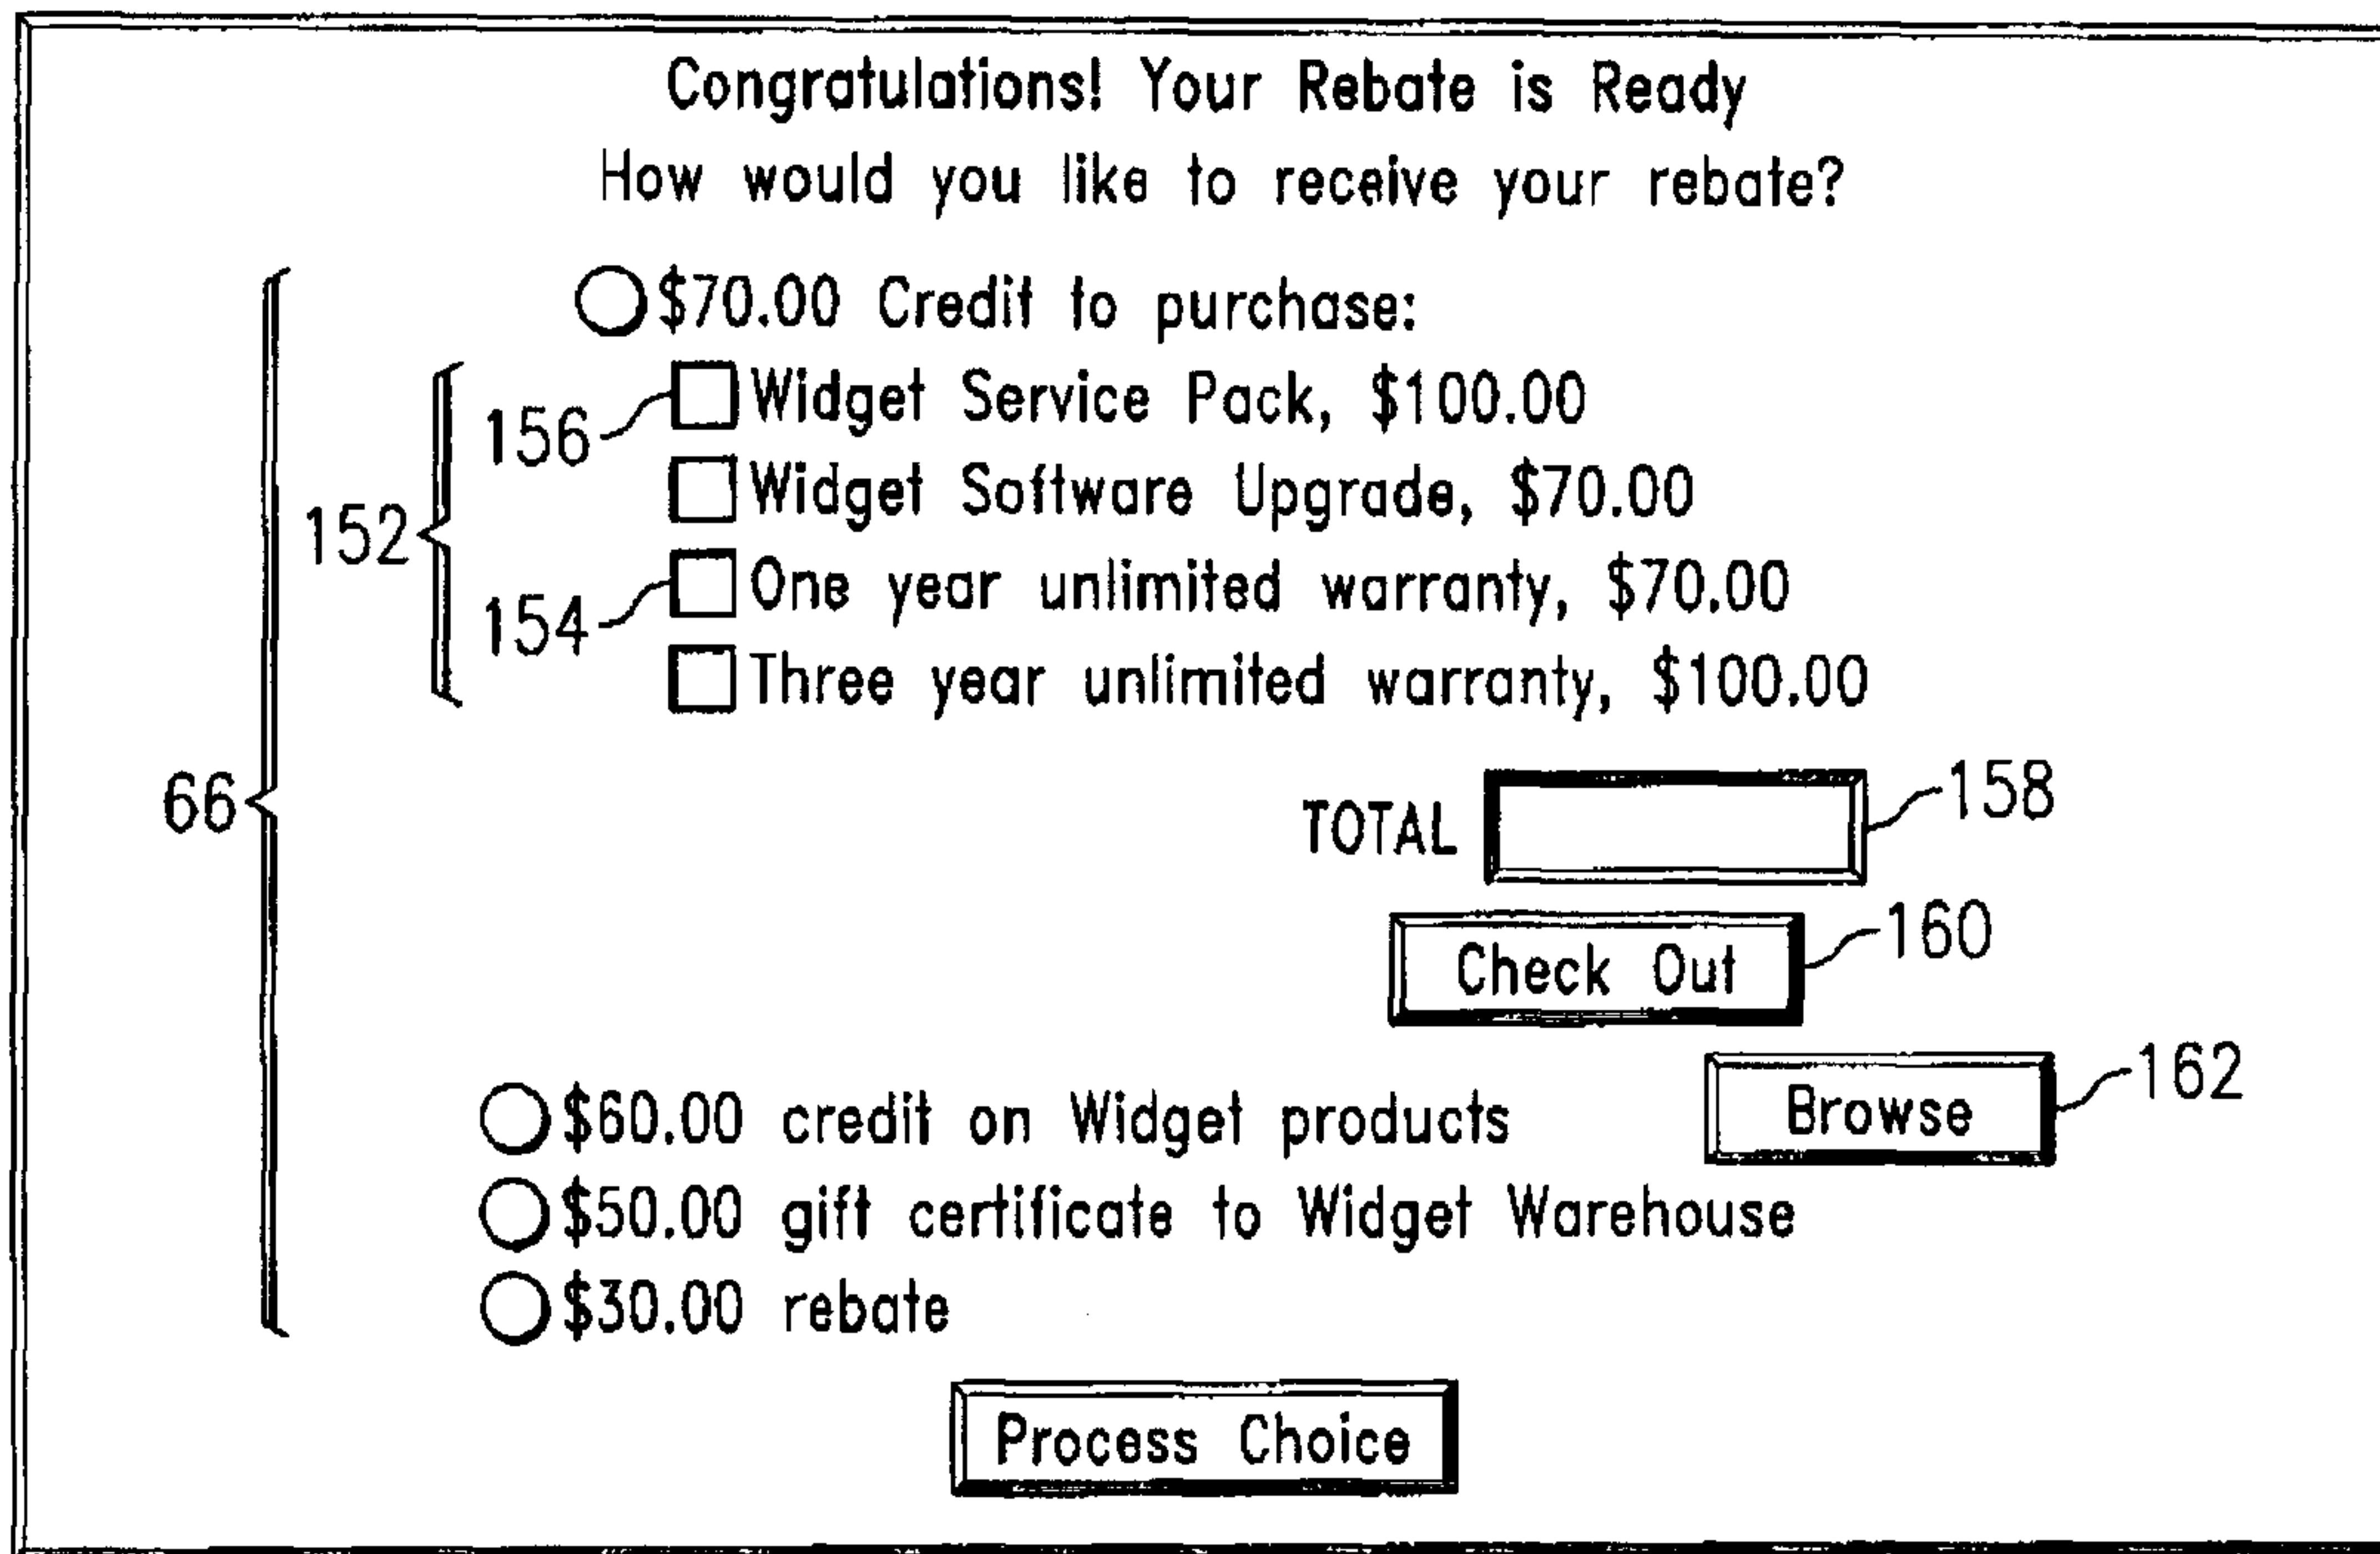 Congratulations! Your Rebate is Ready
How would you like to receive your rebate?
$70.00 Credit to purchase:
156 Widget Service Pack, $100.00
Widget Software Upgrade, $70.00
152
154 One year unlimited warranty, $70.00
Three year unlimited warranty, $100.00
66
TOTAL 158
Check Out 160
$60.00 credit on Widget products Browse 162
$50.00 gift certificate to Widget Warehouse
$30.00 rebate
Process Choice